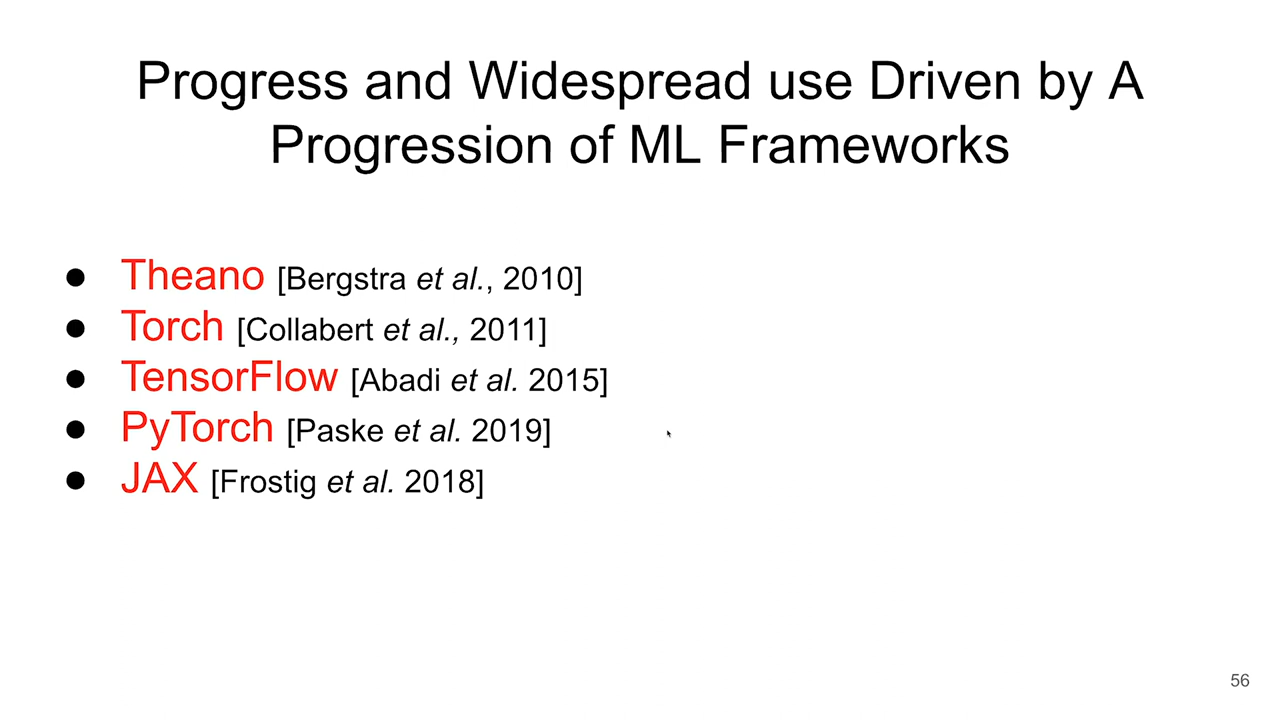 Progress and Widespread use Driven by A
Progression of ML Frameworks
● Theano [Bergstra et al., 2010]
● Torch [Collabert et al., 2011]
● TensorFlow [Abadi et al. 2015]
● PyTorch [Paske et al. 2019]
● JAX [Frostig et al. 2018]
56